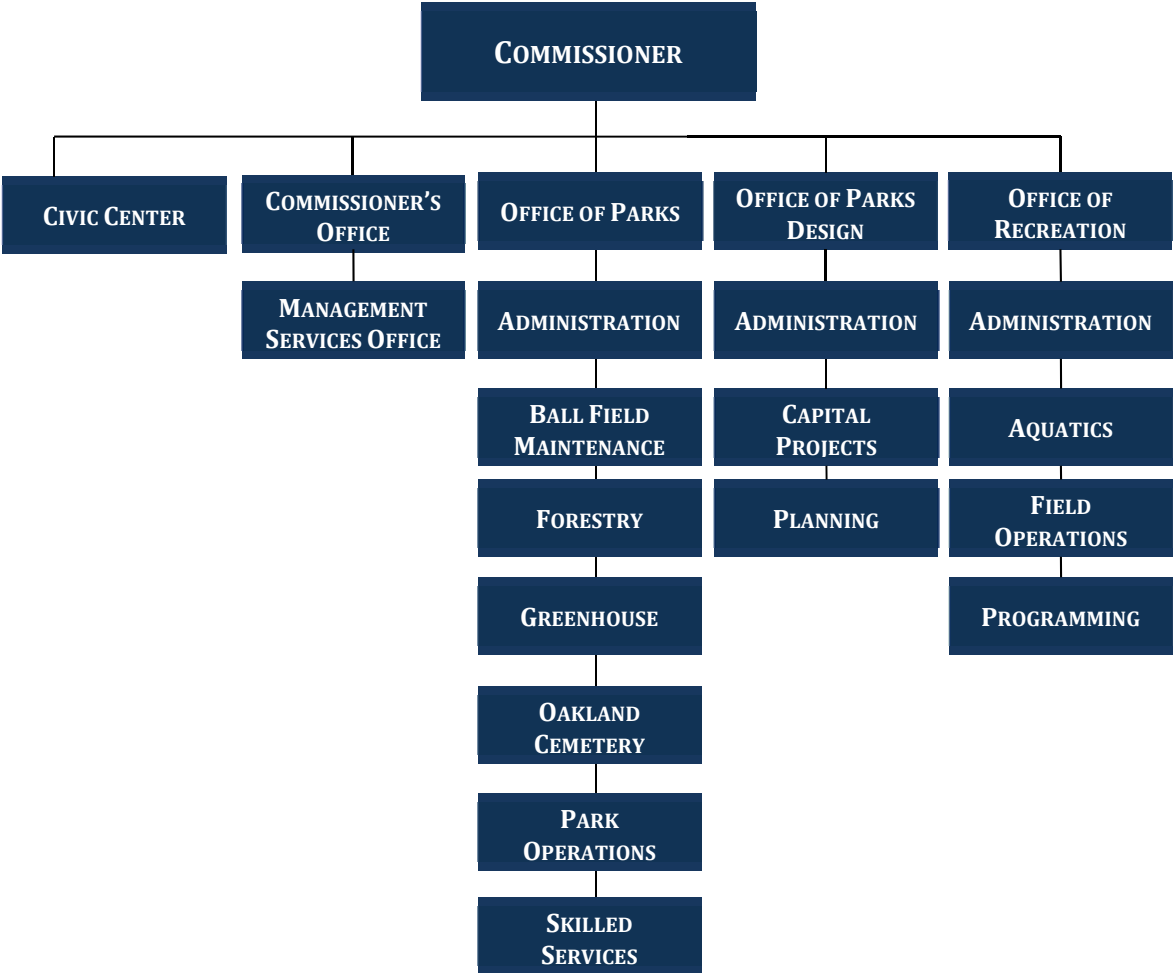 COMMISSIONER
CIVIC CENTER
COMMISSIONER’S
OFFICE
OFFICE OF PARKS
OFFICE OF PARKS
DESIGN
OFFICE OF
RECREATION
MANAGEMENT
SERVICES OFFICE
ADMINISTRATION
ADMINISTRATION
ADMINISTRATION
BALL FIELD
MAINTENANCE
CAPITAL
PROJECTS
AQUATICS
FORESTRY
PLANNING
FIELD
OPERATIONS
GREENHOUSE
PROGRAMMING
OAKLAND
CEMETERY
PARK
OPERATIONS
SKILLED
SERVICES